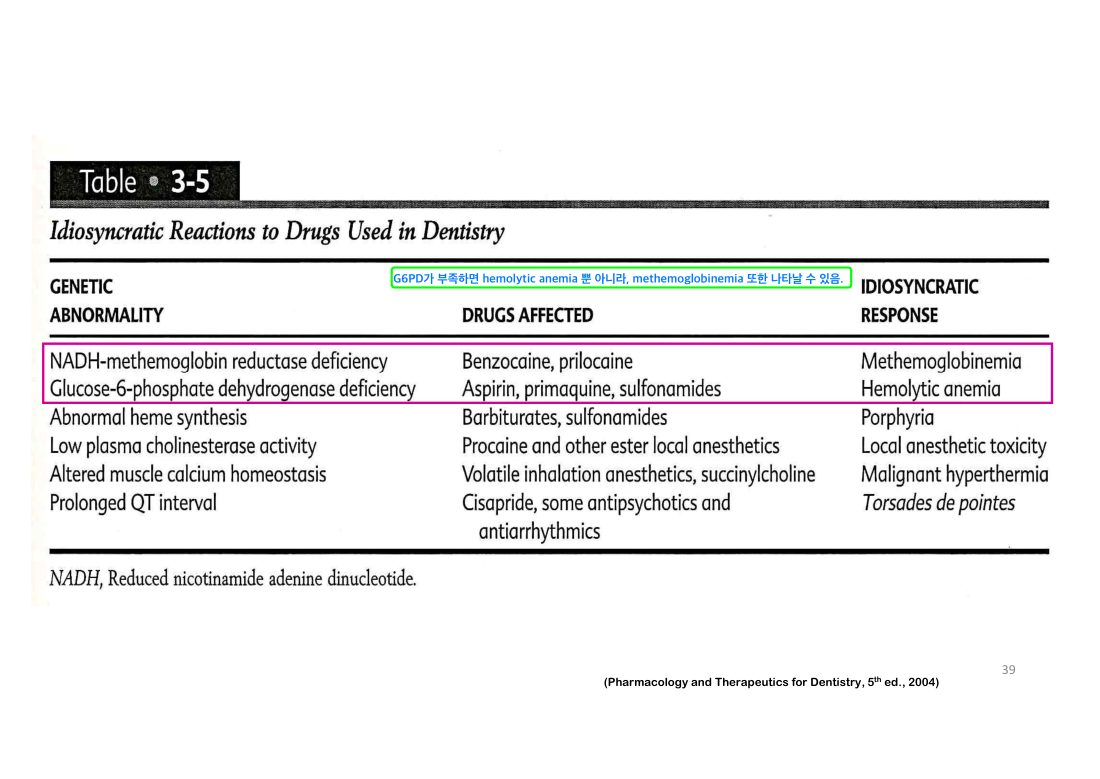 Table • 3-5
Idiosyncratic Reactions to Drugs Used in Dentistry
G6PD가 부족하면 hemolytic anemia 뿐 아니라, methemoglobinemia 또한 나타날 수 있음.
GENETIC IDIOSYNCRATIC
ABNORMALITY DRUGS AFFECTED RESPONSE
NADH-methemoglobin reductase deficiency Benzocaine, prilocaine Methemoglobinemia
Glucose-6-phosphate dehydrogenase deficiency Aspirin, primaquine, sulfonamides Hemolytic anemia
Abnormal heme synthesis Barbiturates, sulfonamides Porphyria
Low plasma cholinesterase activity Procaine and other ester local anesthetics Local anesthetic toxicity
Altered muscle calcium homeostasis Volatile inhalation anesthetics, succinylcholine Malignant hyperthermia
Prolonged QT interval Cisapride, some antipsychotics and Torsades de pointes
antiarrhythmics
NADH, Reduced nicotinamide adenine dinucleotide.
39
(Pharmacology and Therapeutics for Dentistry, 5th ed., 2004)